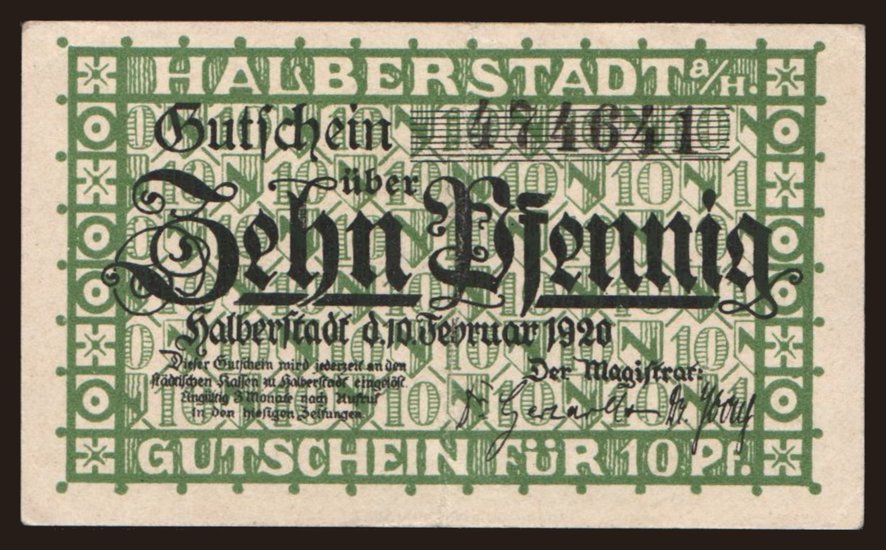 HALBERSTADT a/H.
Gutschein 474641
über
Zehn Pfennig
Halberstadt d. 10. Februar 1920
Dieser Gutschein wird jederzeit an den
städtischen Kassen zu Halberstadt eingelöst.
Ungültig 3 Monate nach Aufruf
in den hiesigen Zeitungen.
Der Magistrat:
GUTSCHEIN FÜR 10 Pf.